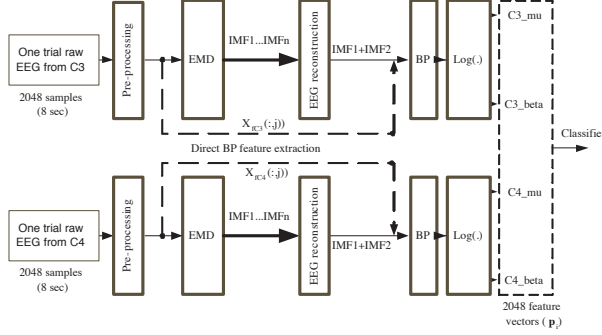 One trial raw
EEG from C3
2048 samples
(8 sec)
Pre-processing
EMD
IMF1...IMFn
EEG reconstruction
IMF1+IMF2
BP
Log(.)
C3_mu
C3_beta
X_fC3(:,j))
Direct BP feature extraction
X_fC4(:,j))
Classifie
One trial raw
EEG from C4
2048 samples
(8 sec)
Pre-processing
EMD
IMF1...IMFn
EEG reconstruction
IMF1+IMF2
BP
Log(.)
C4_mu
C4_beta
2048 feature
vectors ( p_i)